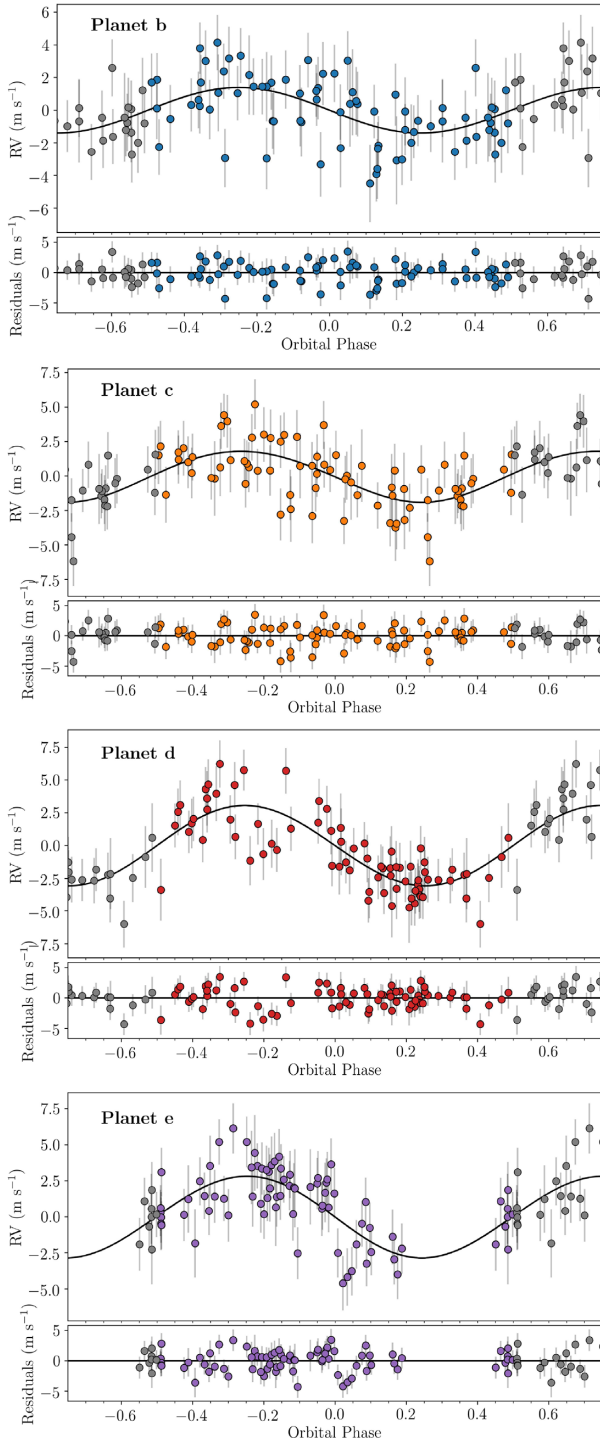 Planet b
6
4
2
0
−2
−4
−6
RV (m s⁻¹)
5
0
−5
Residuals (m s⁻¹)
−0.6 −0.4 −0.2 0.0 0.2 0.4 0.6
Orbital Phase
Planet c
7.5
5.0
2.5
0.0
−2.5
−5.0
−7.5
RV (m s⁻¹)
5
0
−5
Residuals (m s⁻¹)
−0.6 −0.4 −0.2 0.0 0.2 0.4 0.6
Orbital Phase
Planet d
7.5
5.0
2.5
0.0
−2.5
−5.0
−7.5
RV (m s⁻¹)
5
0
−5
Residuals (m s⁻¹)
−0.6 −0.4 −0.2 0.0 0.2 0.4 0.6
Orbital Phase
Planet e
7.5
5.0
2.5
0.0
−2.5
−5.0
RV (m s⁻¹)
5
0
−5
Residuals (m s⁻¹)
−0.6 −0.4 −0.2 0.0 0.2 0.4 0.6
Orbital Phase